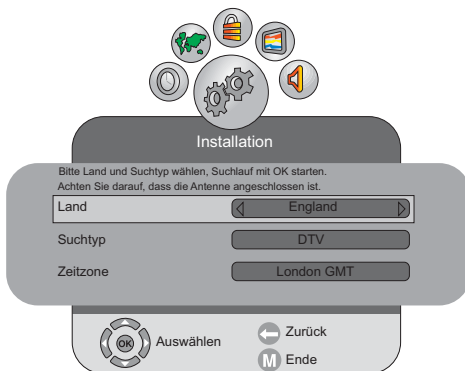 Installation
Bitte Land und Suchtyp wählen, Suchlauf mit OK starten.
Achten Sie darauf, dass die Antenne angeschlossen ist.
Land England
Suchtyp DTV
Zeitzone London GMT
OK Auswählen
Zurück
M Ende